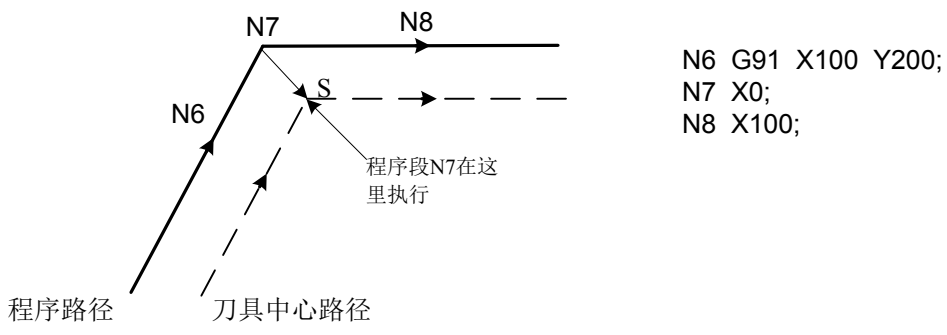 N7
N8
N6 G91 X100 Y200;
N7 X0;
N8 X100;
S
N6
程序段N7在这
里执行
程序路径
刀具中心路径